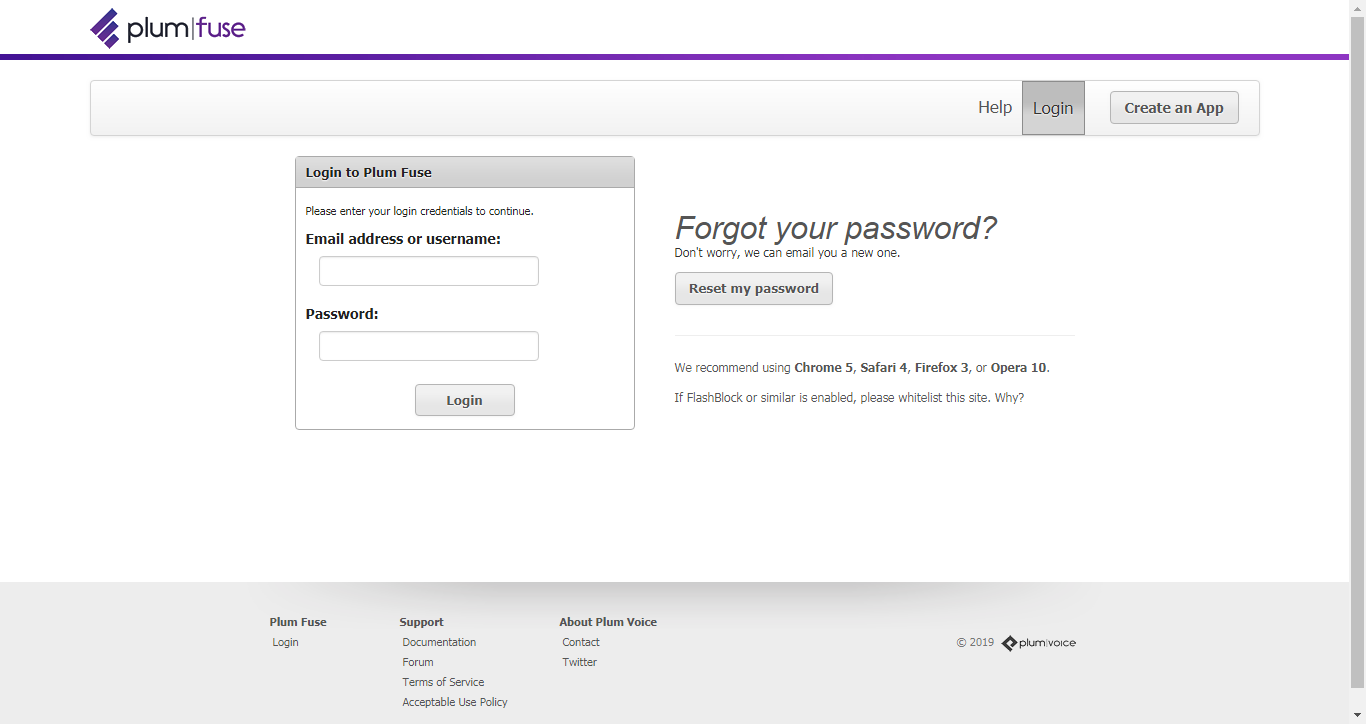 plum|fuse
Help Login Create an App
Login to Plum Fuse
Please enter your login credentials to continue.
Email address or username:
Password:
Login
Forgot your password?
Don't worry, we can email you a new one.
Reset my password
We recommend using Chrome 5, Safari 4, Firefox 3, or Opera 10.
If FlashBlock or similar is enabled, please whitelist this site. Why?
Plum Fuse
Login
Support
Documentation
Forum
Terms of Service
Acceptable Use Policy
About Plum Voice
Contact
Twitter
© 2019 plum|voice